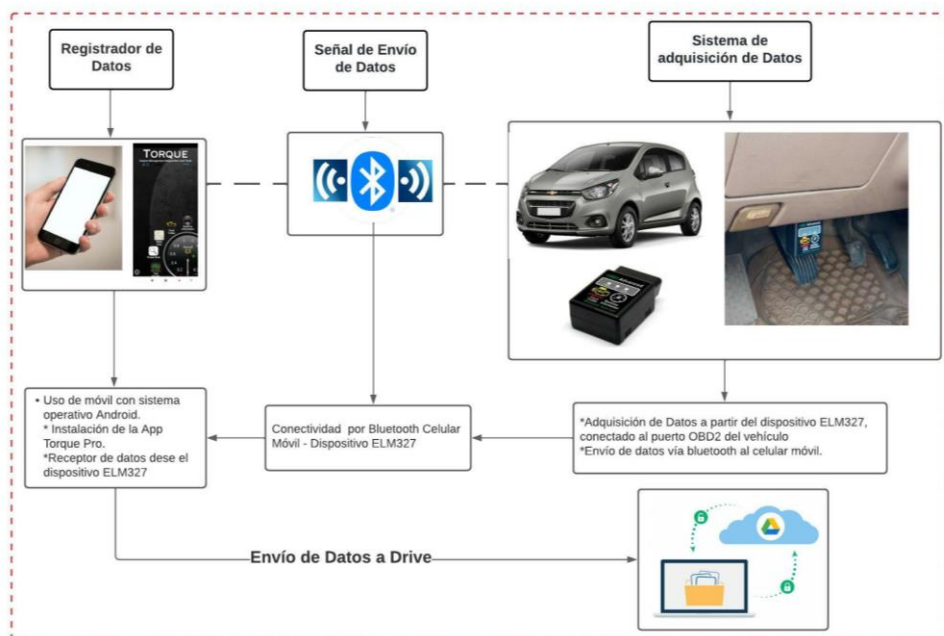 Registrador de
Datos
Señal de Envío
de Datos
Sistema de
adquisición de Datos
TORQUE
• Uso de móvil con sistema
operativo Android.
* Instalación de la App
Torque Pro.
*Receptor de datos dese el
dispositivo ELM327
Conectividad por Bluetooth Celular
Móvil - Dispositivo ELM327
*Adquisición de Datos a partir del dispositivo ELM327,
conectado al puerto OBD2 del vehículo
*Envío de datos vía bluetooth al celular móvil.
Envío de Datos a Drive